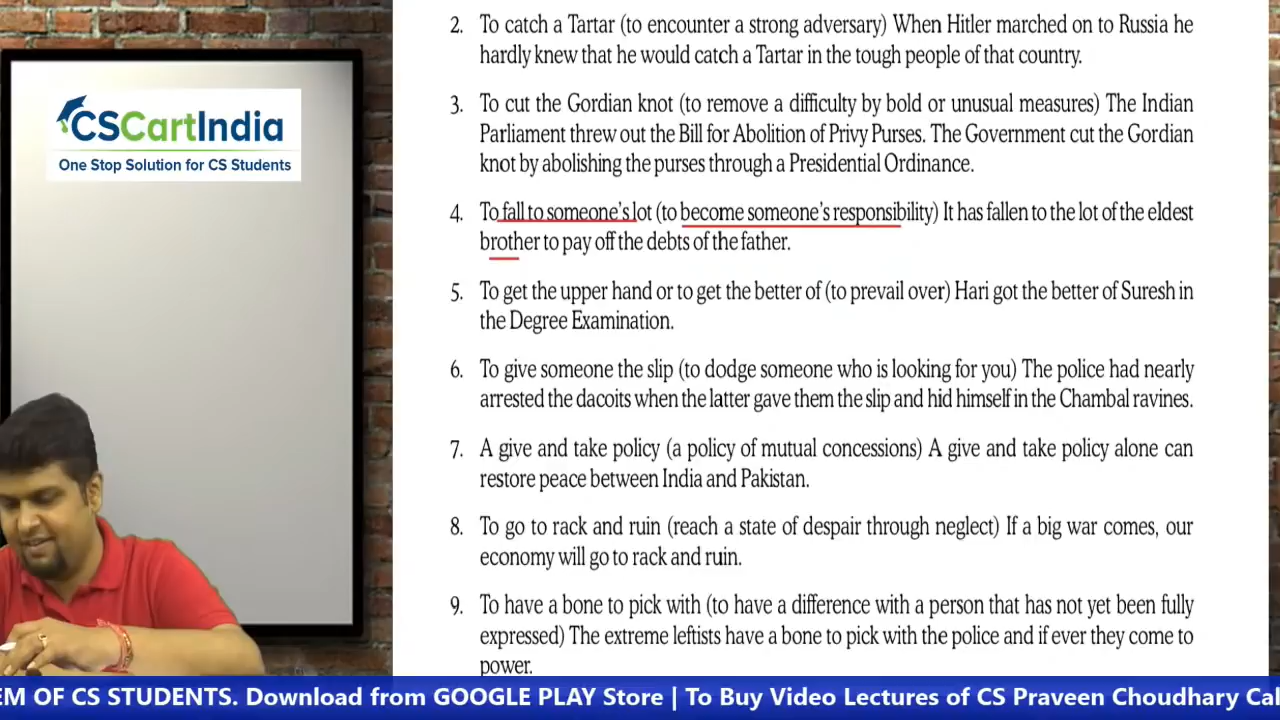 CSCartIndia
One Stop Solution for CS Students
2. To catch a Tartar (to encounter a strong adversary) When Hitler marched on to Russia he
hardly knew that he would catch a Tartar in the tough people of that country.
3. To cut the Gordian knot (to remove a difficulty by bold or unusual measures) The Indian
Parliament threw out the Bill for Abolition of Privy Purses. The Government cut the Gordian
knot by abolishing the purses through a Presidential Ordinance.
4. To fall to someone's lot (to become someone's responsibility) It has fallen to the lot of the eldest
brother to pay off the debts of the father.
5. To get the upper hand or to get the better of (to prevail over) Hari got the better of Suresh in
the Degree Examination.
6. To give someone the slip (to dodge someone who is looking for you) The police had nearly
arrested the dacoits when the latter gave them the slip and hid himself in the Chambal ravines.
7. A give and take policy (a policy of mutual concessions) A give and take policy alone can
restore peace between India and Pakistan.
8. To go to rack and ruin (reach a state of despair through neglect) If a big war comes, our
economy will go to rack and ruin.
9. To have a bone to pick with (to have a difference with a person that has not yet been fully
expressed) The extreme leftists have a bone to pick with the police and if ever they come to
power.
EM OF CS STUDENTS. Download from GOOGLE PLAY Store | To Buy Video Lectures of CS Praveen Choudhary Cal